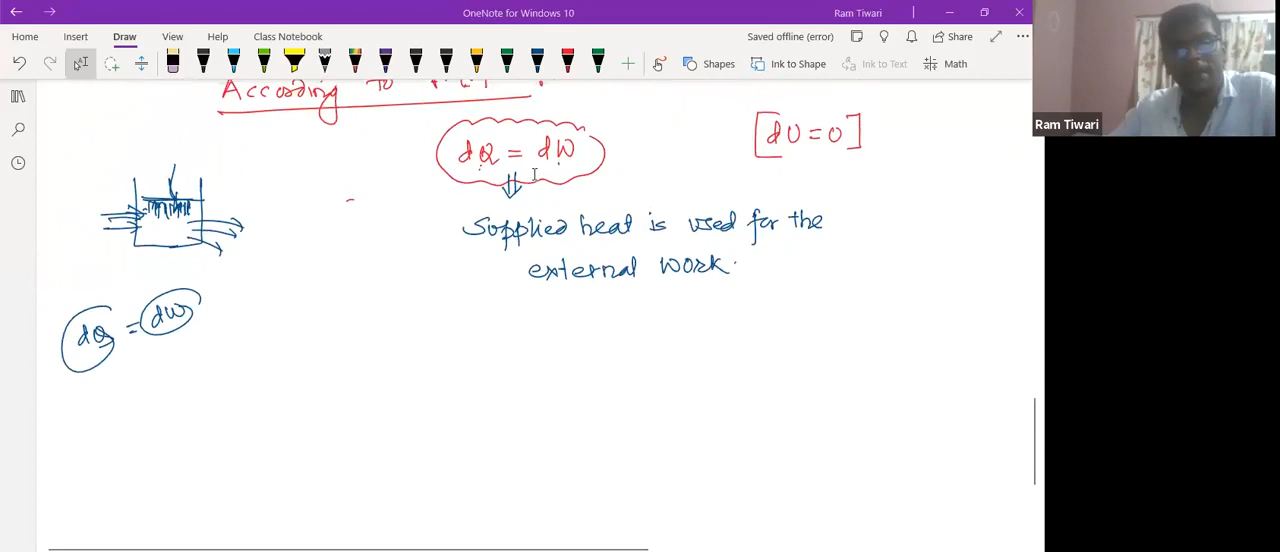 OneNote for Windows 10
Ram Tiwari
Home
Insert
Draw
View
Help
Class Notebook
Saved offline (error)
Share
Shapes
Ink to Shape
Ink to Text
Math
According To
dQ = dW
[dU = 0]
Supplied heat is used for the
external work.
dQ = dW
Ram Tiwari